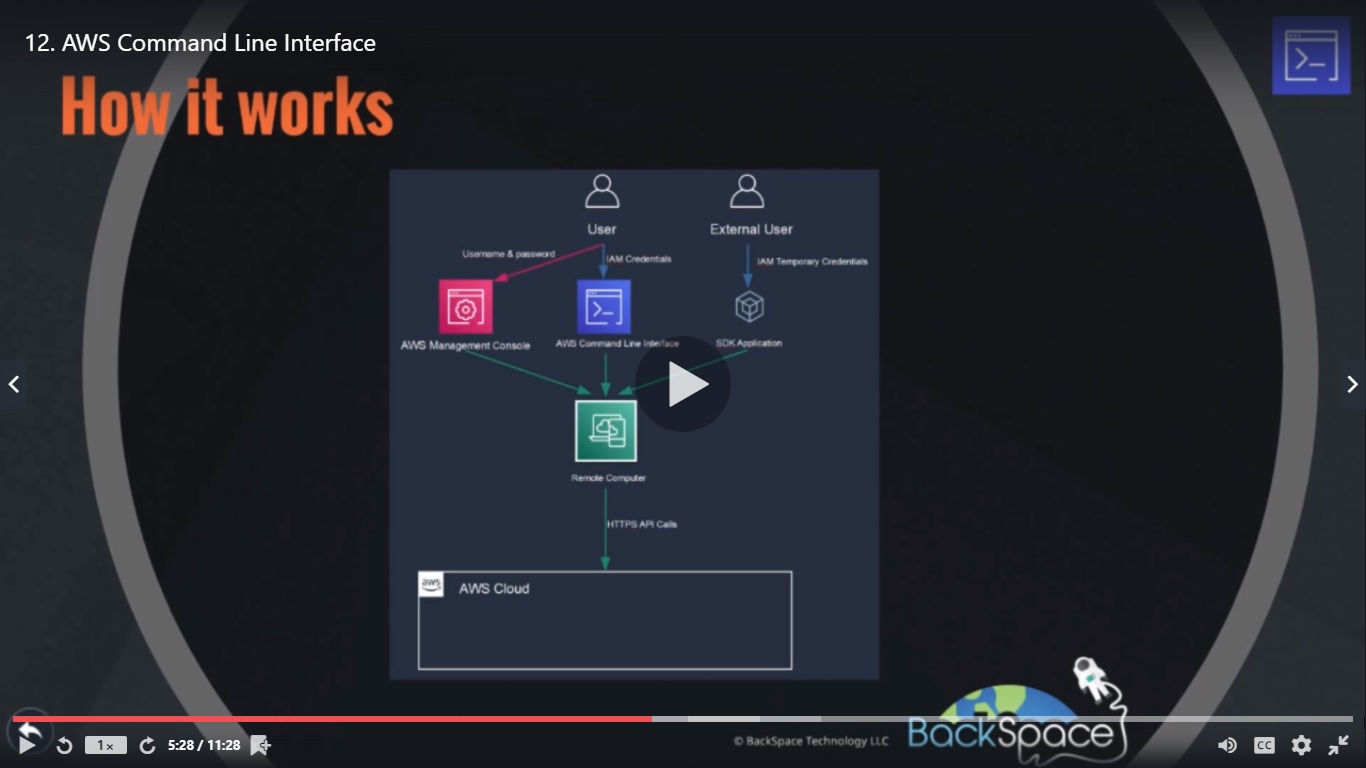 12. AWS Command Line Interface
How it works
User
External User
Username & password
IAM Credentials
IAM Temporary Credentials
AWS Management Console
AWS Command Line Interface
SDK Application
Remote Computer
HTTPS API Calls
aws
AWS Cloud
BackSpace
© BackSpace Technology LLC
1×
5:28 / 11:28
CC